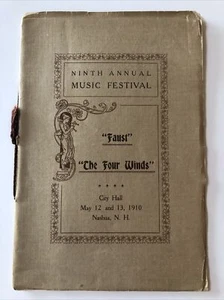 NINTH ANNUAL
MUSIC FESTIVAL
"Faust"
"The Four Winds"
City Hall
May 12 and 13, 1910
Nashua, N. H.